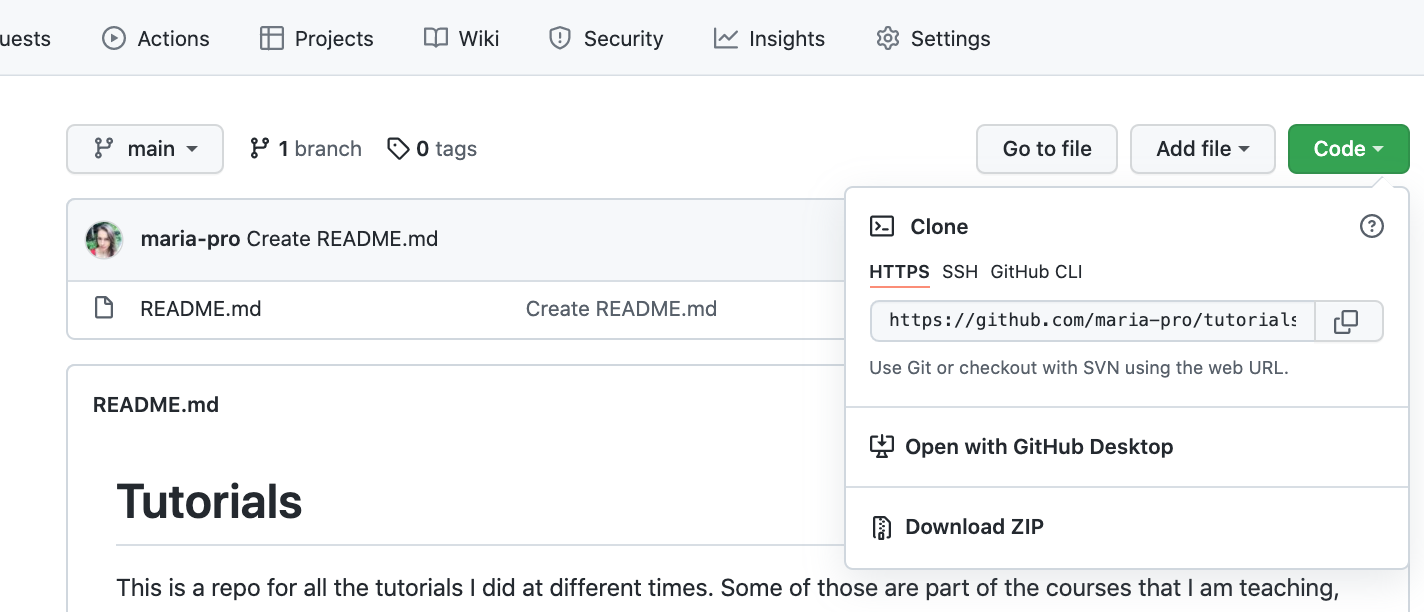 uests Actions Projects Wiki Security Insights Settings
main 1 branch 0 tags Go to file Add file Code
maria-pro Create README.md
README.md Create README.md
Clone
HTTPS SSH GitHub CLI
https://github.com/maria-pro/tutorials
Use Git or checkout with SVN using the web URL.
Open with GitHub Desktop
Download ZIP
README.md
Tutorials
This is a repo for all the tutorials I did at different times. Some of those are part of the courses that I am teaching,